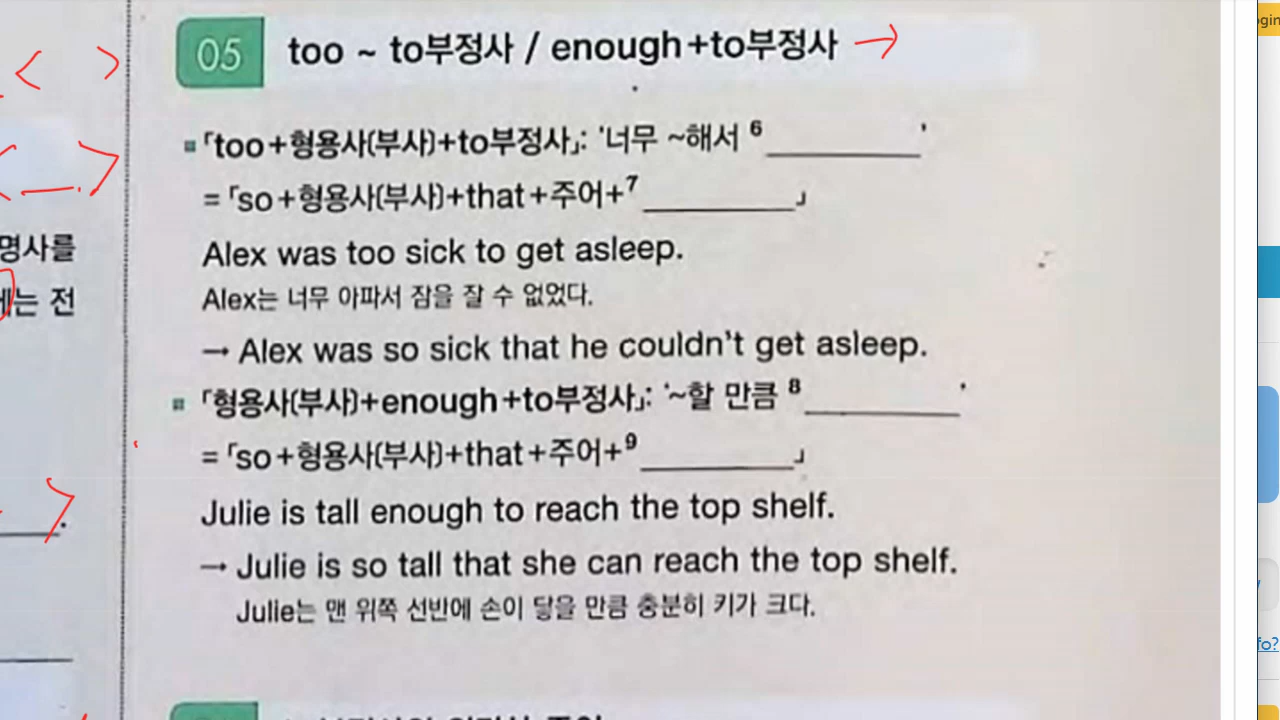 05 too ~ to부정사 / enough+to부정사
「too+형용사(부사)+to부정사」: '너무 ~해서 6__________'
=「so+형용사(부사)+that+주어+7__________」
Alex was too sick to get asleep.
Alex는 너무 아파서 잠을 잘 수 없었다.
→ Alex was so sick that he couldn't get asleep.
「형용사(부사)+enough+to부정사」: '~할 만큼 8__________'
=「so+형용사(부사)+that+주어+9__________」
Julie is tall enough to reach the top shelf.
→ Julie is so tall that she can reach the top shelf.
Julie는 맨 위쪽 선반에 손이 닿을 만큼 충분히 키가 크다.
명사를
는 전
fo?